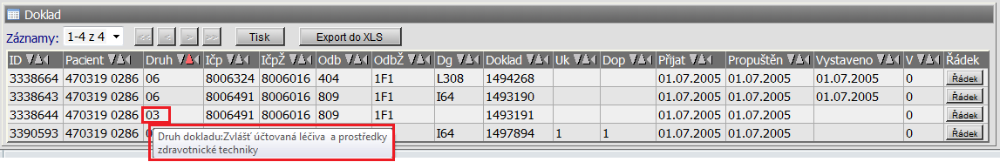 Doklad
Záznamy: 1-4 z 4 << < > >> Tisk Export do XLS
ID Pacient Druh Ičp IčpŽ Odb OdbŽ Dg Doklad Uk Dop Přijat Propuštěn Vystaveno V Řádek
3338664 470319 0286 06 8006324 8006016 404 1F1 L308 1494268 01.07.2005 01.07.2005 01.07.2005 0 Řádek
3338643 470319 0286 06 8006491 8006016 809 1F1 I64 1493190 01.07.2005 01.07.2005 01.07.2005 0 Řádek
3338644 470319 0286 03 8006491 8006016 809 1F1 1493191 01.07.2005 01.07.2005 0 Řádek
3390593 470319 0286 I64 1497894 1 1 01.07.2005 01.07.2005 0 Řádek
Druh dokladu:Zvlášť účtovaná léčiva a prostředky
zdravotnické techniky